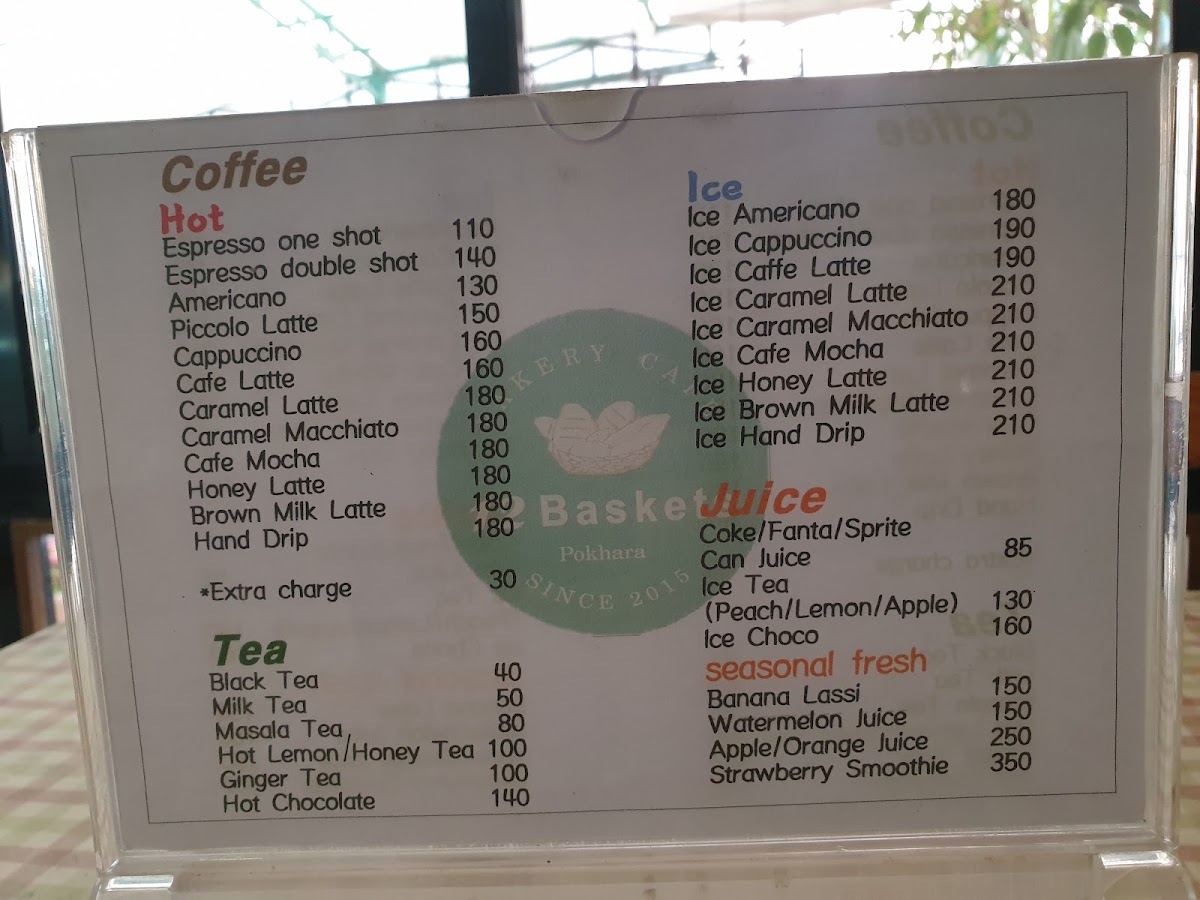 Coffee
Hot
Espresso one shot 110
Espresso double shot 140
Americano 130
Piccolo Latte 150
Cappuccino 160
Cafe Latte 160
Caramel Latte 180
Caramel Macchiato 180
Cafe Mocha 180
Honey Latte 180
Brown Milk Latte 180
Hand Drip 180
*Extra charge 30
Tea
Black Tea 40
Milk Tea 50
Masala Tea 80
Hot Lemon/Honey Tea 100
Ginger Tea 100
Hot Chocolate 140
Ice
Ice Americano 180
Ice Cappuccino 190
Ice Caffe Latte 190
Ice Caramel Latte 210
Ice Caramel Macchiato 210
Ice Cafe Mocha 210
Ice Honey Latte 210
Ice Brown Milk Latte 210
Ice Hand Drip 210
Juice
Coke/Fanta/Sprite
Can Juice 85
Ice Tea
(Peach/Lemon/Apple) 130
Ice Choco 160
seasonal fresh
Banana Lassi 150
Watermelon Juice 150
Apple/Orange Juice 250
Strawberry Smoothie 350
Basket
Pokhara
SINCE 2015